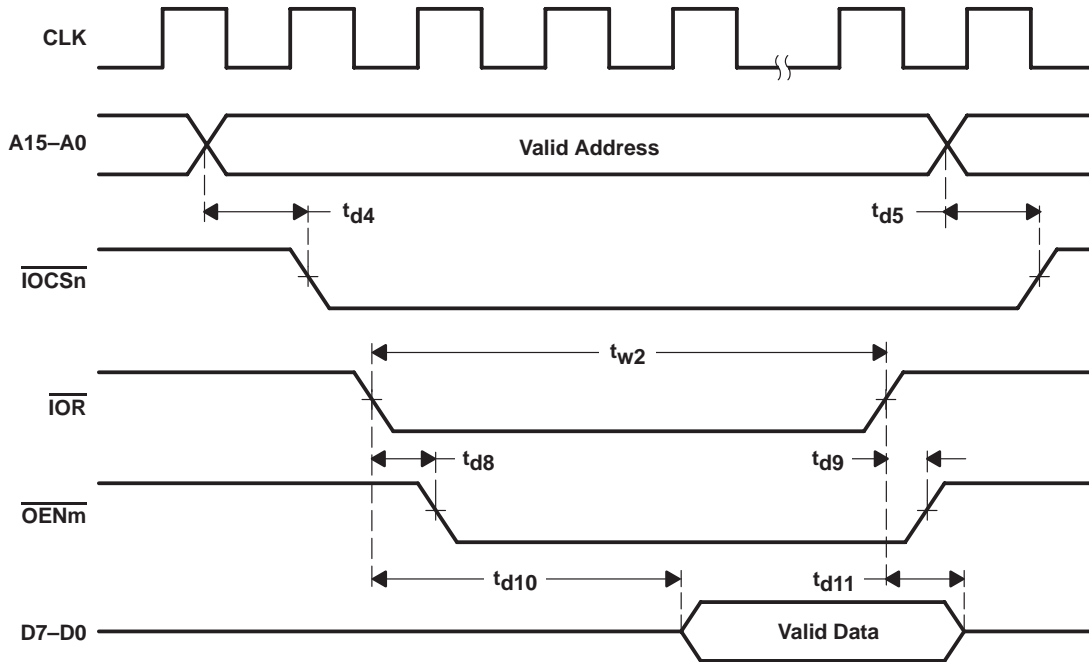 CLK
A15–A0
Valid Address
td4
td5
IOCSn
tw2
IOR
td8
td9
OENm
td10
td11
D7–D0
Valid Data